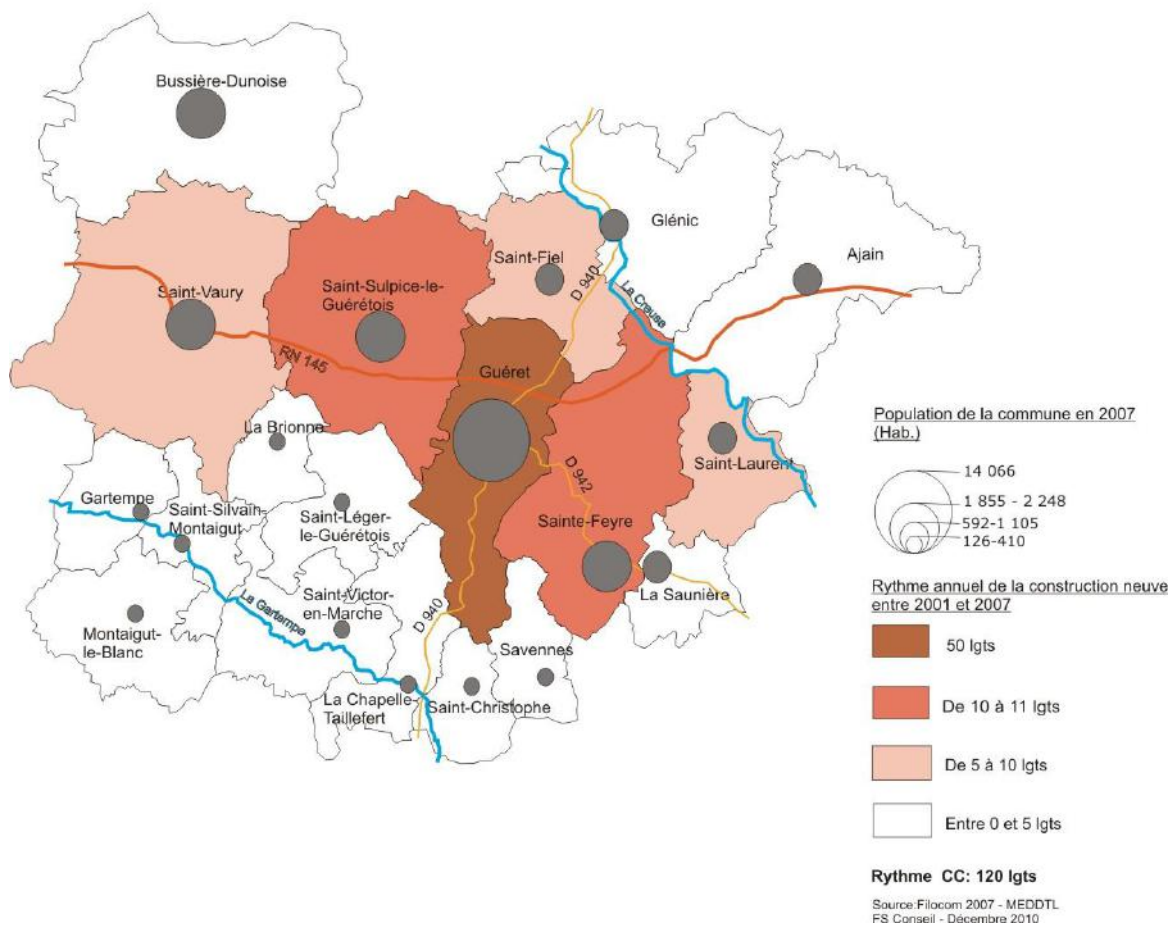 Bussière-Dunoise
Glénic
Ajain
Saint-Fiel
D 940
La Creuse
Saint-Vaury
Saint-Sulpice-le-
Guérétois
RN 145
Guéret
La Brionne
D 942
Saint-Laurent
Gartempe
Saint-Silvain-
Montaigut
Saint-Léger-
le-Guérétois
Sainte-Feyre
La Saunière
La Gartempe
Saint-Victor-
en-Marche
D 940
Montaigut-
le-Blanc
Savennes
La Chapelle-
Taillefert
Saint-Christophe
Population de la commune en 2007
(Hab.)
14 066
1 855 - 2 248
592-1 105
126-410
Rythme annuel de la construction neuve
entre 2001 et 2007
50 lgts
De 10 à 11 lgts
De 5 à 10 lgts
Entre 0 et 5 lgts
Rythme CC: 120 lgts
Source:Filocom 2007 - MEDDTL
FS Conseil - Décembre 2010